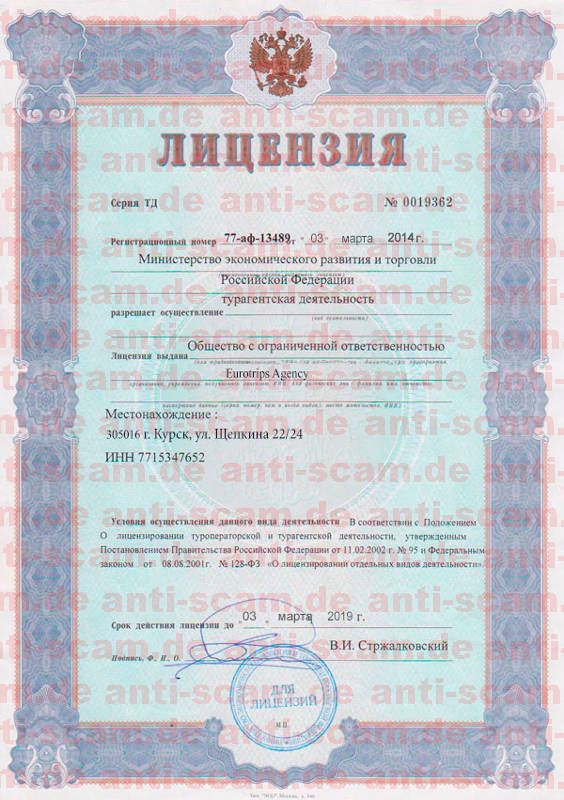 anti-scam.de anti-scam.de
ЛИЦЕНЗИЯ
Серия ТД № 0019362
Регистрационный номер 77-аф-13489, от "03" марта 2014г.
Министерство экономического развития и торговли
Российской Федерации
турагентская деятельность
разрешает осуществление
(вид деятельности)
Общество с ограниченной ответственностью
Лицензия выдана
Eurotrips Agency
Местонахождение :
305016 г. Курск, ул. Щепкина 22/24
ИНН 7715347652
Условия осуществления данного вида деятельности В соответствии с Положением
О лицензировании туроператорской и турагентской деятельности, утвержденным
Постановлением Правительства Российской Федерации от 11.02.2002 г. № 95 и Федеральным
законом от 08.08.2001г. № 128-ФЗ «О лицензировании отдельных видов деятельности».
Срок действия лицензии до "03" марта 2019 г.
В.И. Стржалковский
Подпись, Ф., И., О.
ДЛЯ
ЛИЦЕНЗИЙ
М.П.